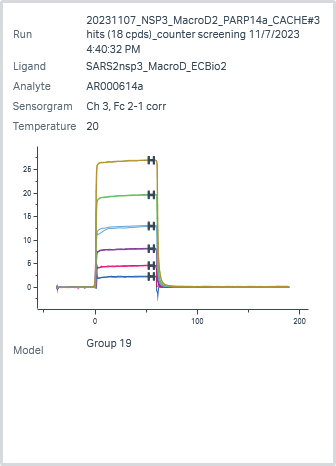 Run
20231107_NSP3_MacroD2_PARP14a_CACHE#3
hits (18 cpds)_counter screening 11/7/2023
4:40:32 PM
Ligand SARS2nsp3_MacroD_ECBio2
Analyte AR000614a
Sensorgram Ch 3, Fc 2-1 corr
Temperature 20
25
20
15
10
5
0
0 100 200
Model Group 19